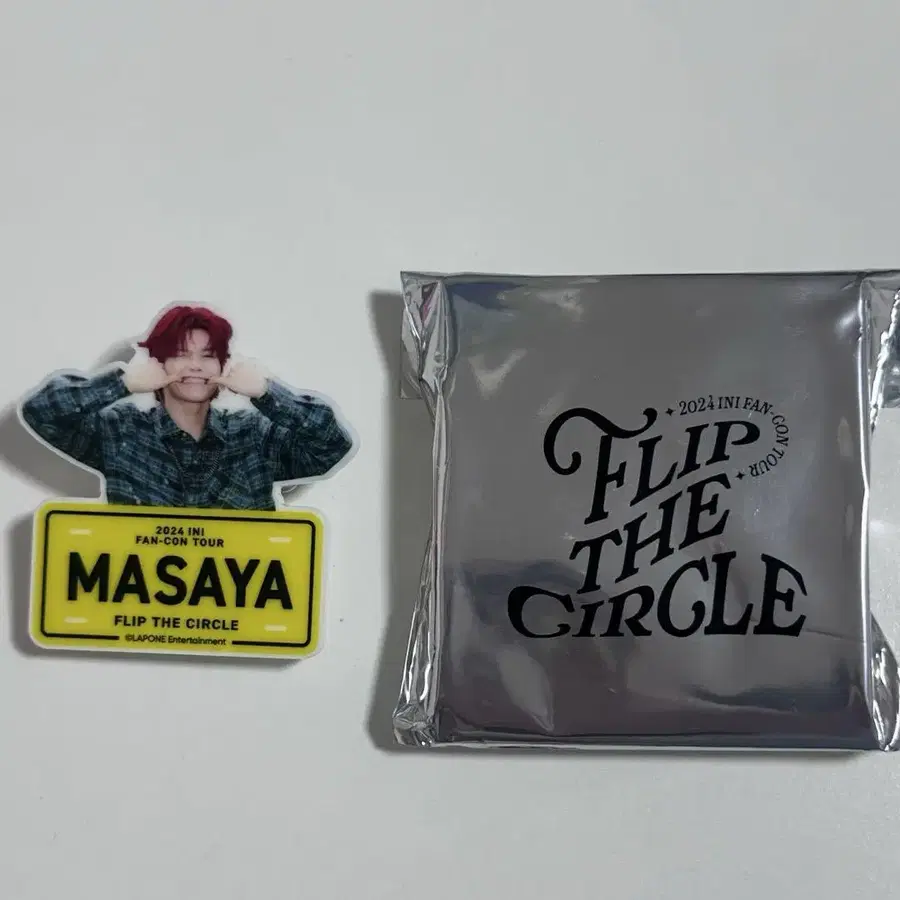 2024 INI
FAN-CON TOUR
MASAYA
FLIP THE CIRCLE
©LAPONE Entertainment
2024 INI FAN-CON TOUR
FLIP
THE
CIRCLE